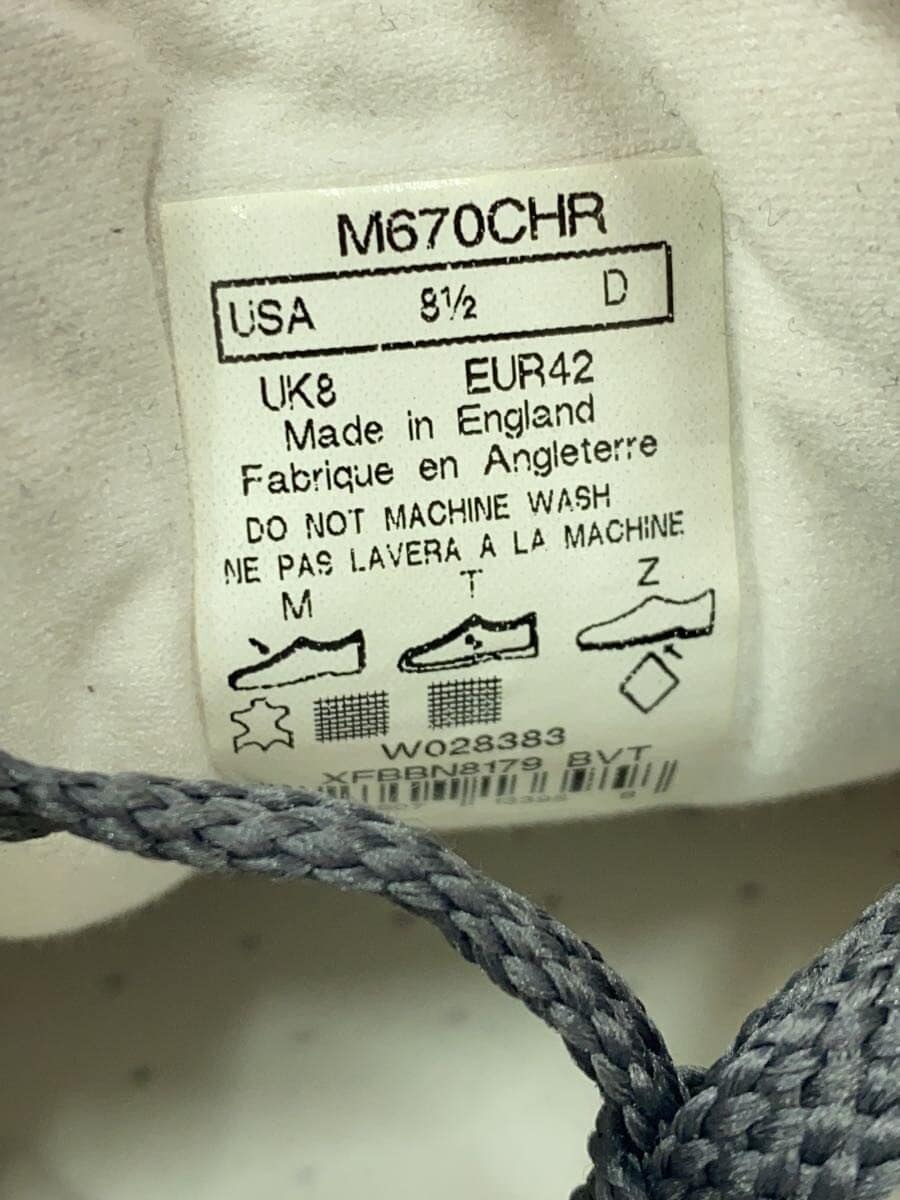 M670CHR
USA 8½ D
UK8 EUR42
Made in England
Fabrique en Angleterre
DO NOT MACHINE WASH
NE PAS LAVERA A LA MACHINE
M T Z
W028383
XFBBN8179 BVT